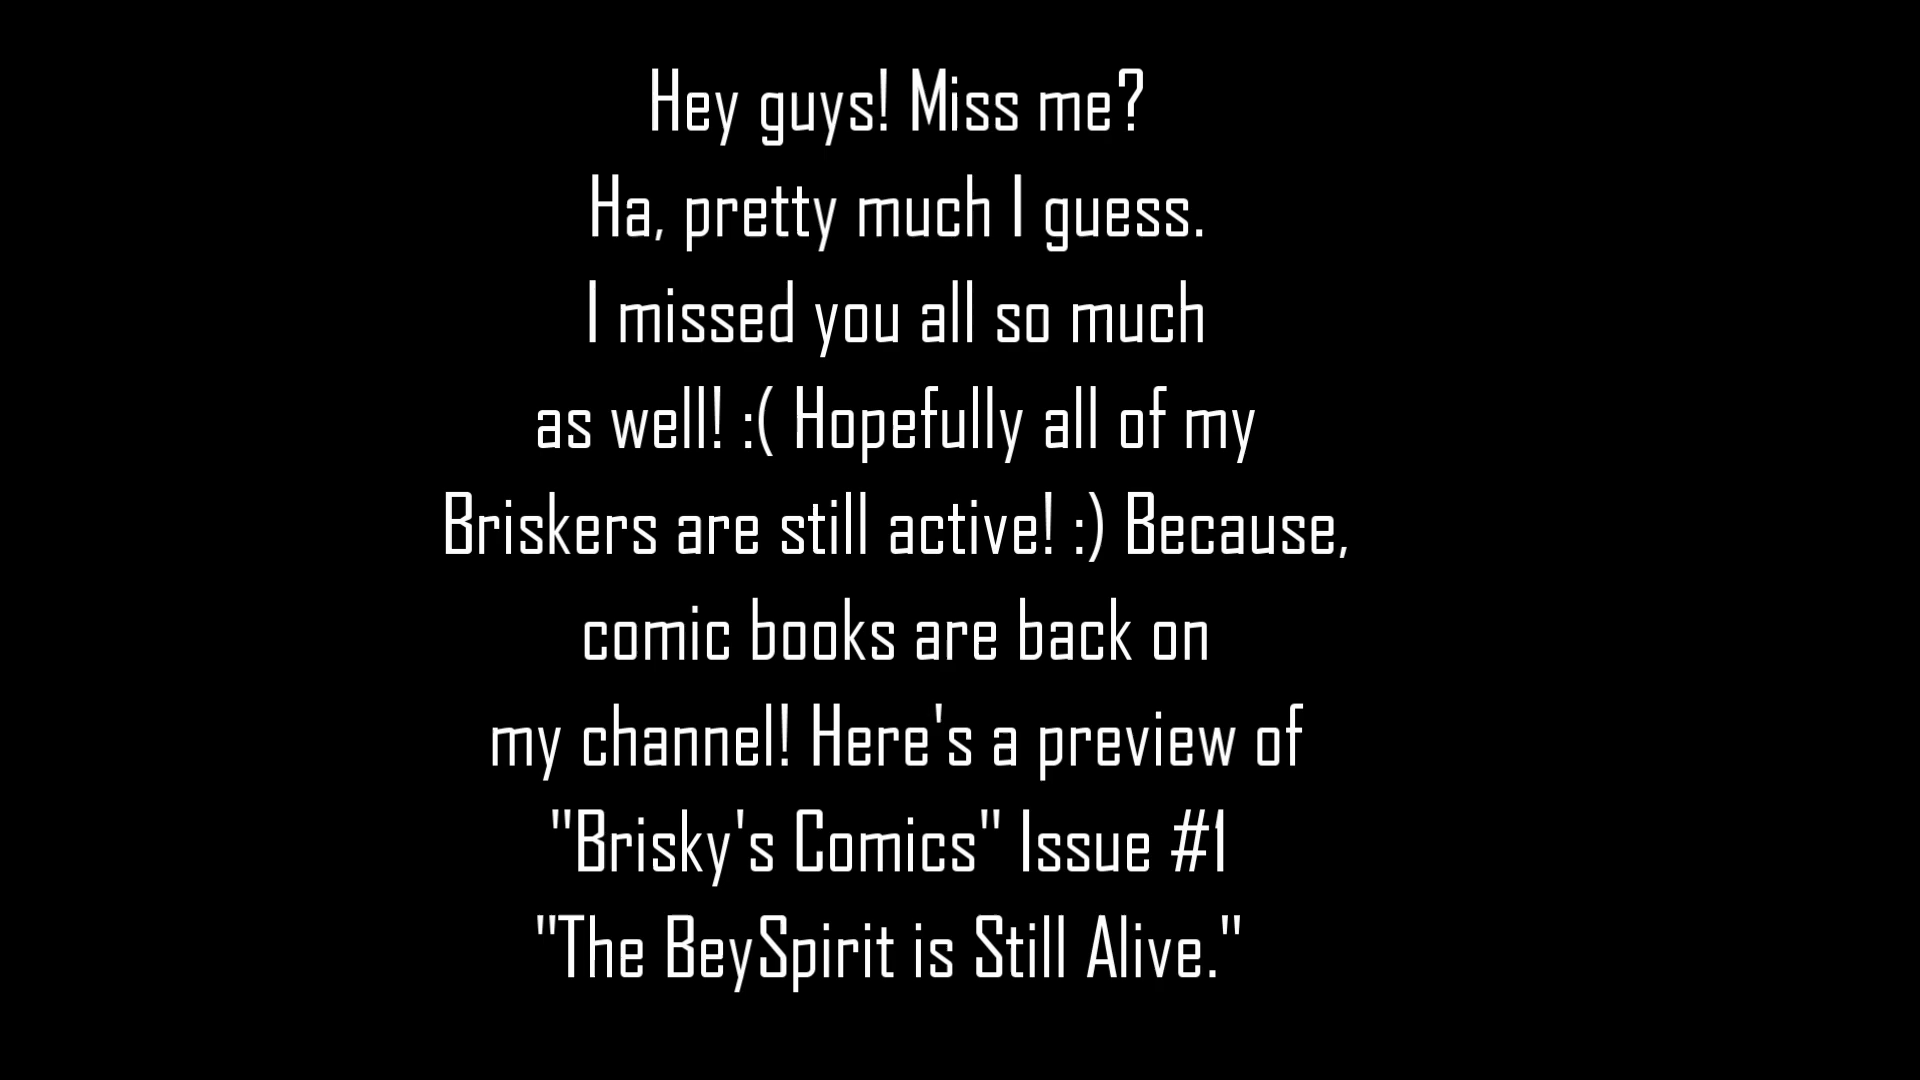 Hey guys! Miss me?
Ha, pretty much I guess.
I missed you all so much
as well! :( Hopefully all of my
Briskers are still active! :) Because,
comic books are back on
my channel! Here's a preview of
"Brisky's Comics" Issue #1
"The BeySpirit is Still Alive."